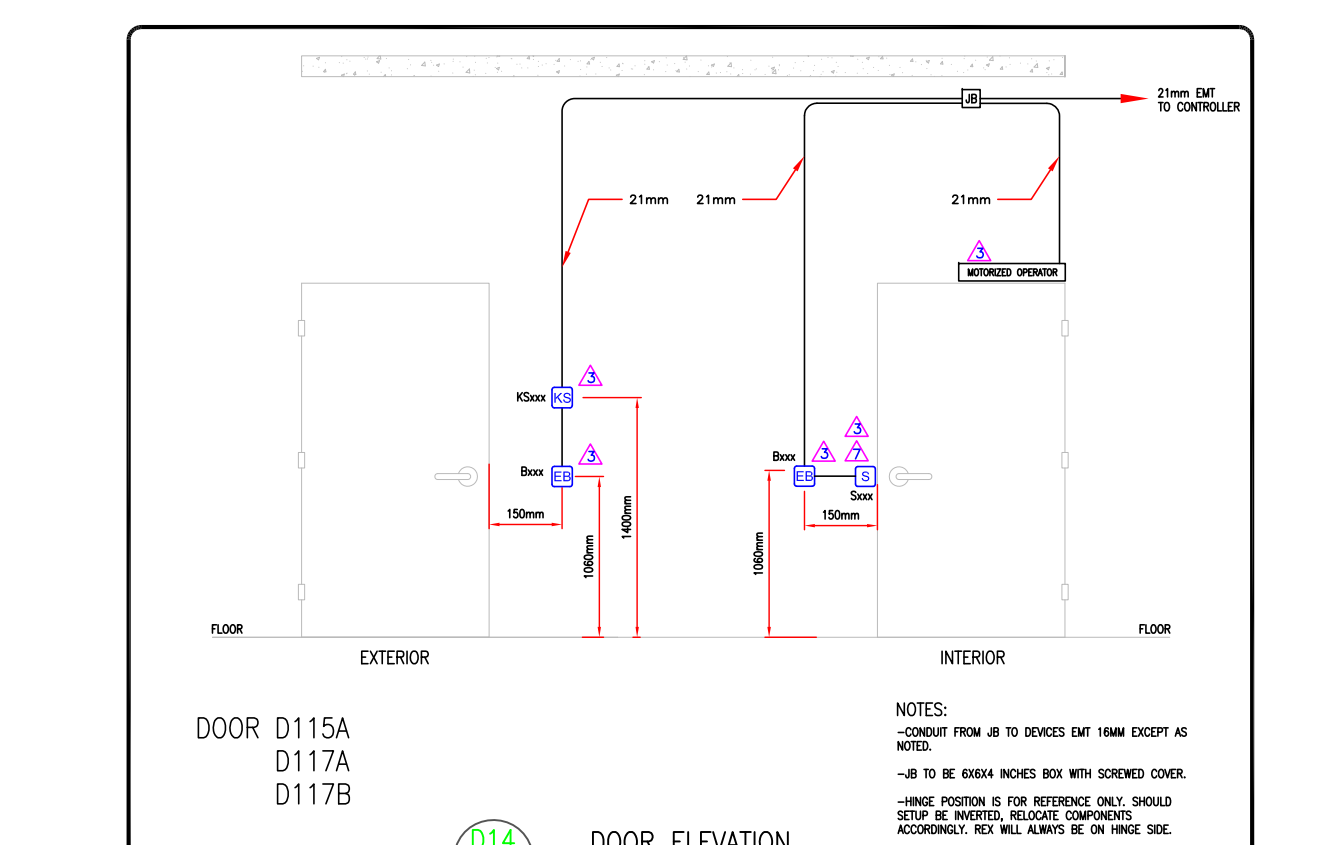 JB
21mm EMT
TO CONTROLLER
21mm
21mm
21mm
3
MOTORIZED OPERATOR
3
KSxxx
KS
3
3
3
7
Bxxx
EB
Bxxx
EB
S
Sxxx
150mm
1060mm
1400mm
1060mm
150mm
FLOOR
FLOOR
EXTERIOR
INTERIOR
DOOR D115A
D117A
D117B
NOTES:
-CONDUIT FROM JB TO DEVICES EMT 16MM EXCEPT AS
NOTED.
-JB TO BE 6X6X4 INCHES BOX WITH SCREWED COVER.
-HINGE POSITION IS FOR REFERENCE ONLY. SHOULD
SETUP BE INVERTED, RELOCATE COMPONENTS
ACCORDINGLY. REX WILL ALWAYS BE ON HINGE SIDE.
D14
DOOR ELEVATION